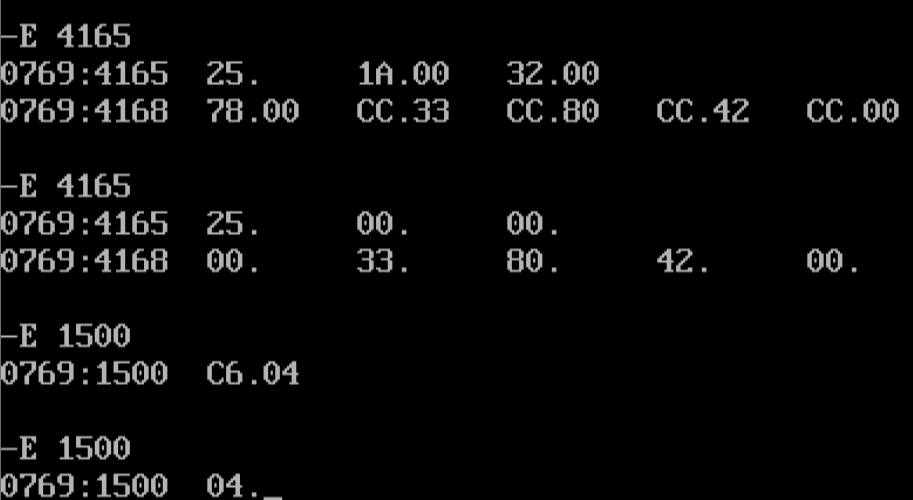 -E 4165
0769:4165  25.     1A.00   32.00
0769:4168  78.00   CC.33   CC.80   CC.42   CC.00
-E 4165
0769:4165  25.     00.     00.
0769:4168  00.     33.     80.     42.     00.
-E 1500
0769:1500  C6.04
-E 1500
0769:1500  04._